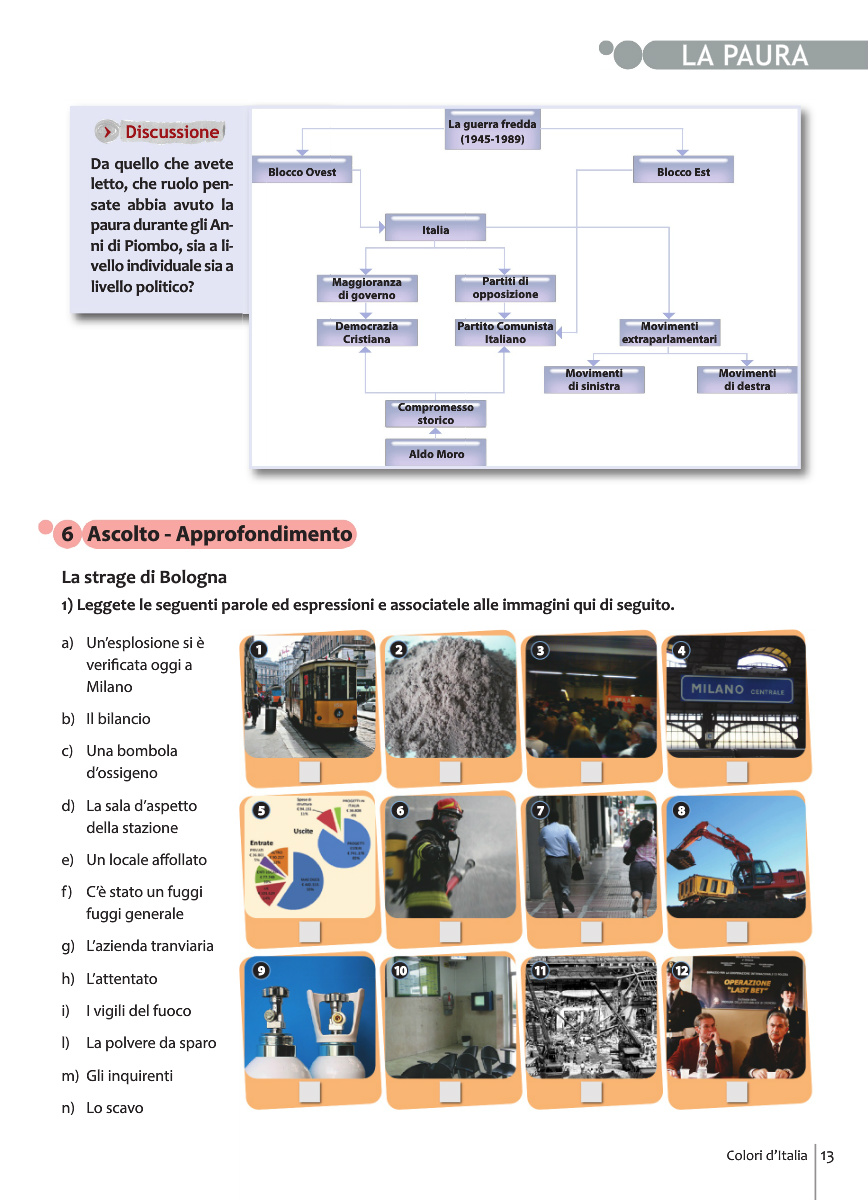 LA PAURA
› Discussione
Da quello che avete
letto, che ruolo pen-
sate abbia avuto la
paura durante gli An-
ni di Piombo, sia a li-
vello individuale sia a
livello politico?
La guerra fredda
(1945-1989)
Blocco Ovest
Blocco Est
Italia
Maggioranza
di governo
Partiti di
opposizione
Democrazia
Cristiana
Partito Comunista
Italiano
Movimenti
extraparlamentari
Movimenti
di sinistra
Movimenti
di destra
Compromesso
storico
Aldo Moro
6 Ascolto - Approfondimento
La strage di Bologna
1) Leggete le seguenti parole ed espressioni e associatele alle immagini qui di seguito.
a) Un'esplosione si è
verificata oggi a
Milano
b) Il bilancio
c) Una bombola
d'ossigeno
d) La sala d'aspetto
della stazione
e) Un locale affollato
f) C'è stato un fuggi
fuggi generale
g) L'azienda tranviaria
h) L'attentato
i) I vigili del fuoco
l) La polvere da sparo
m) Gli inquirenti
n) Lo scavo
1
2
3
4
MILANO CENTRALE
5
Uscite
Entrate
6
7
8
9
10
11
12
OPERAZIONE
"LAST BET"
Colori d'Italia 13